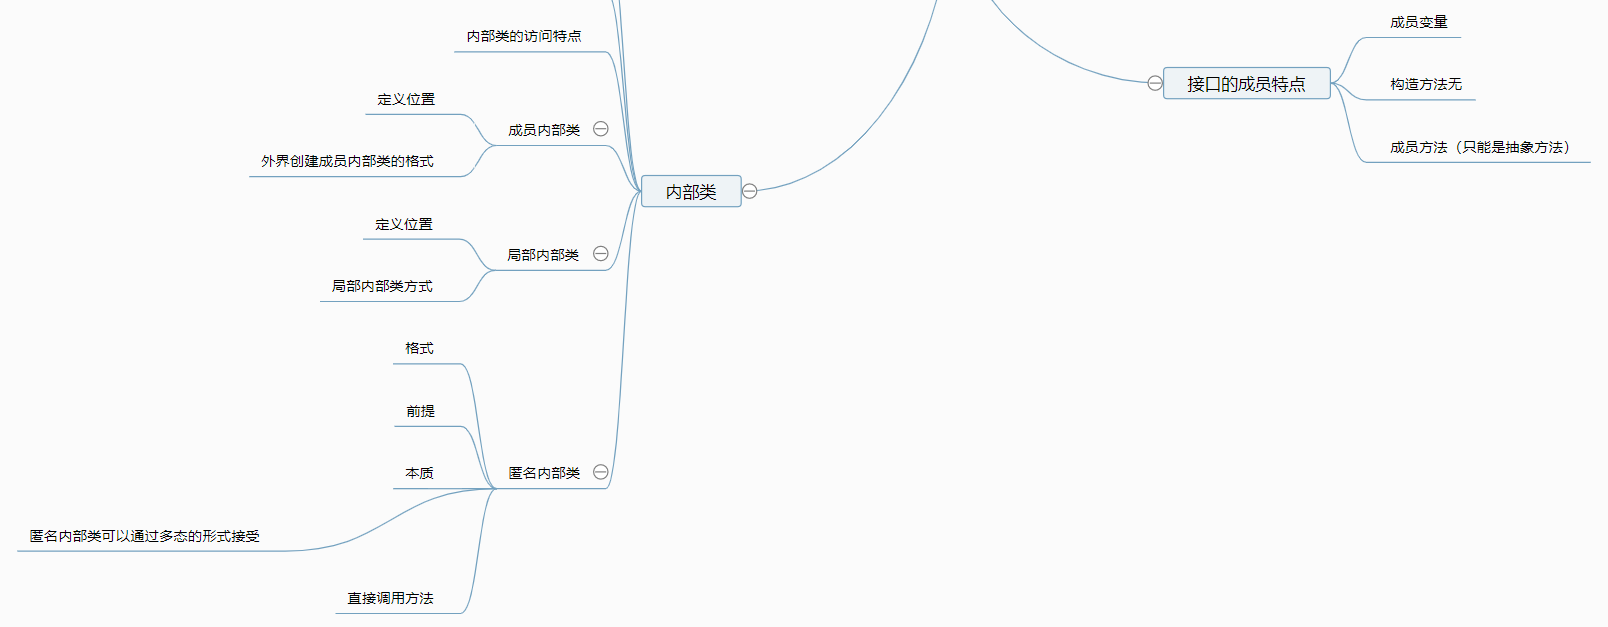 内部类的访问特点
定义位置
成员内部类
外界创建成员内部类的格式
内部类
定义位置
局部内部类
局部内部类方式
格式
前提
本质
匿名内部类
匿名内部类可以通过多态的形式接受
直接调用方法
成员变量
接口的成员特点
构造方法无
成员方法（只能是抽象方法）